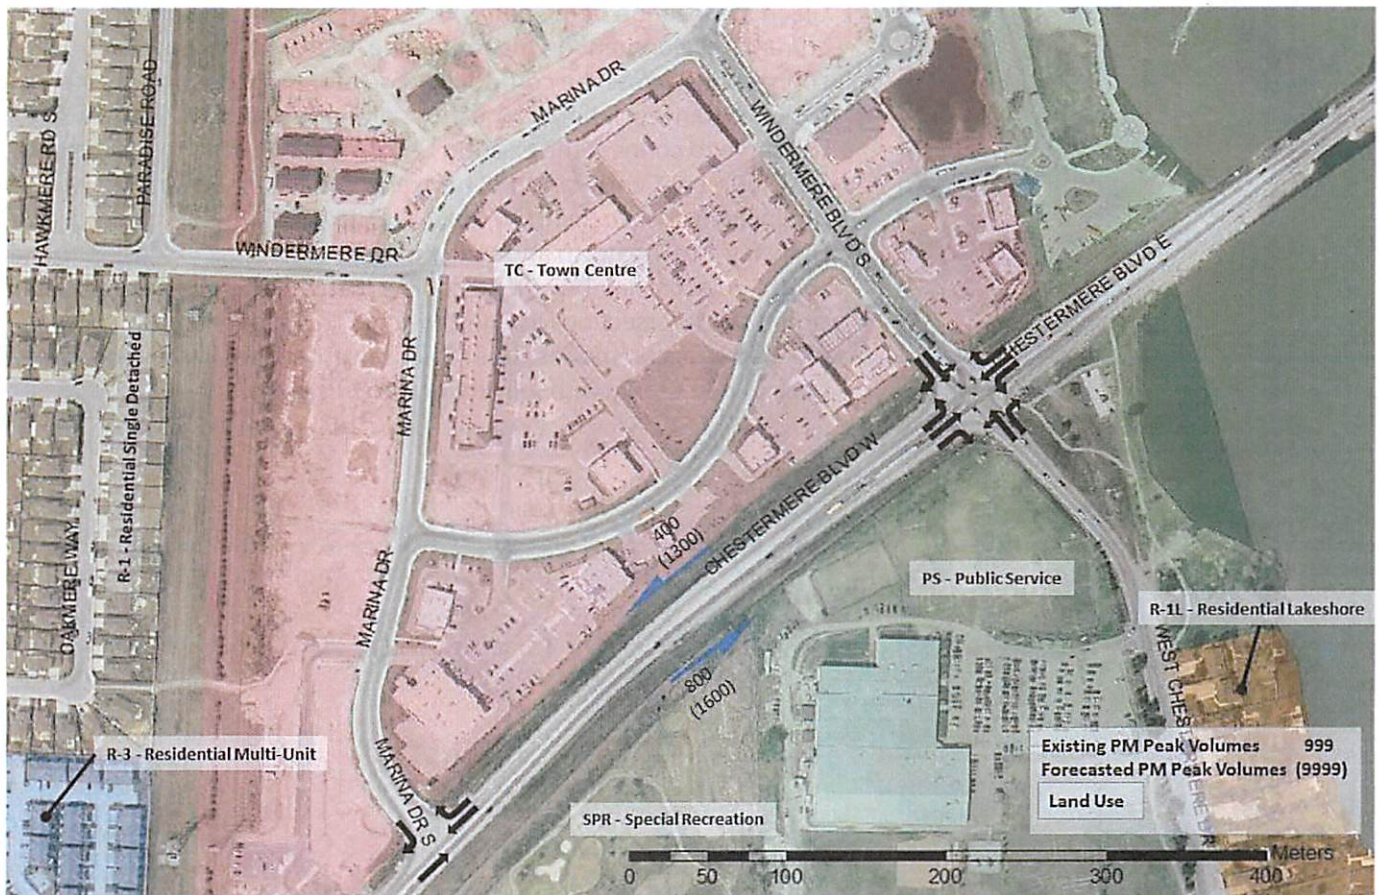 MARINA DR
WINDERMERE BLVD S
HAWKMERE RD S
PARADISE ROAD
WINDERMERE DR
TC - Town Centre
CHESTERMERE BLVD E
R-1 - Residential Single Detached
MARINA DR
CHESTERMERE BLVD W
400
(1300)
OAKMERE WAY
MARINA DR
PS - Public Service
R-1L - Residential Lakeshore
800
(1600)
WEST CHESTERMERE DR
R-3 - Residential Multi-Unit
MARINA DR S
Existing PM Peak Volumes 999
Forecasted PM Peak Volumes (9999)
Land Use
SPR - Special Recreation
Meters
0 50 100 200 300 400